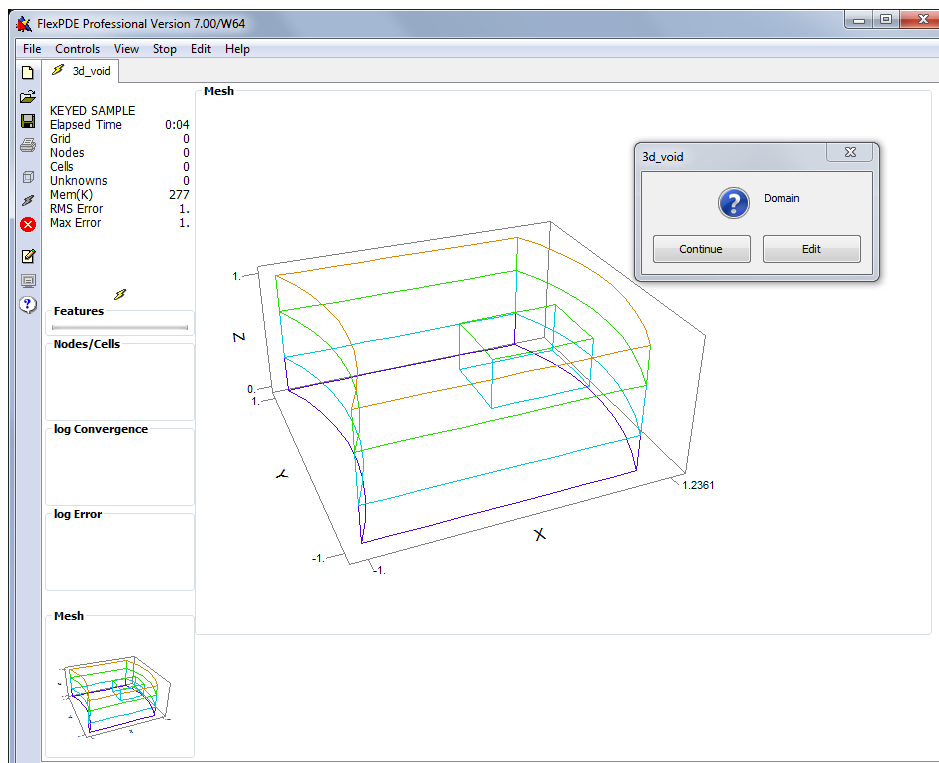 FlexPDE Professional Version 7.00/W64
File Controls View Stop Edit Help
3d_void
KEYED SAMPLE
Elapsed Time 0:04
Grid 0
Nodes 0
Cells 0
Unknowns 0
Mem(K) 277
RMS Error 1.
Max Error 1.
Features
Nodes/Cells
log Convergence
log Error
Mesh
Mesh
1.
Z
0.
1.
Y
-1.
-1.
X
1.2361
3d_void
Domain
Continue Edit